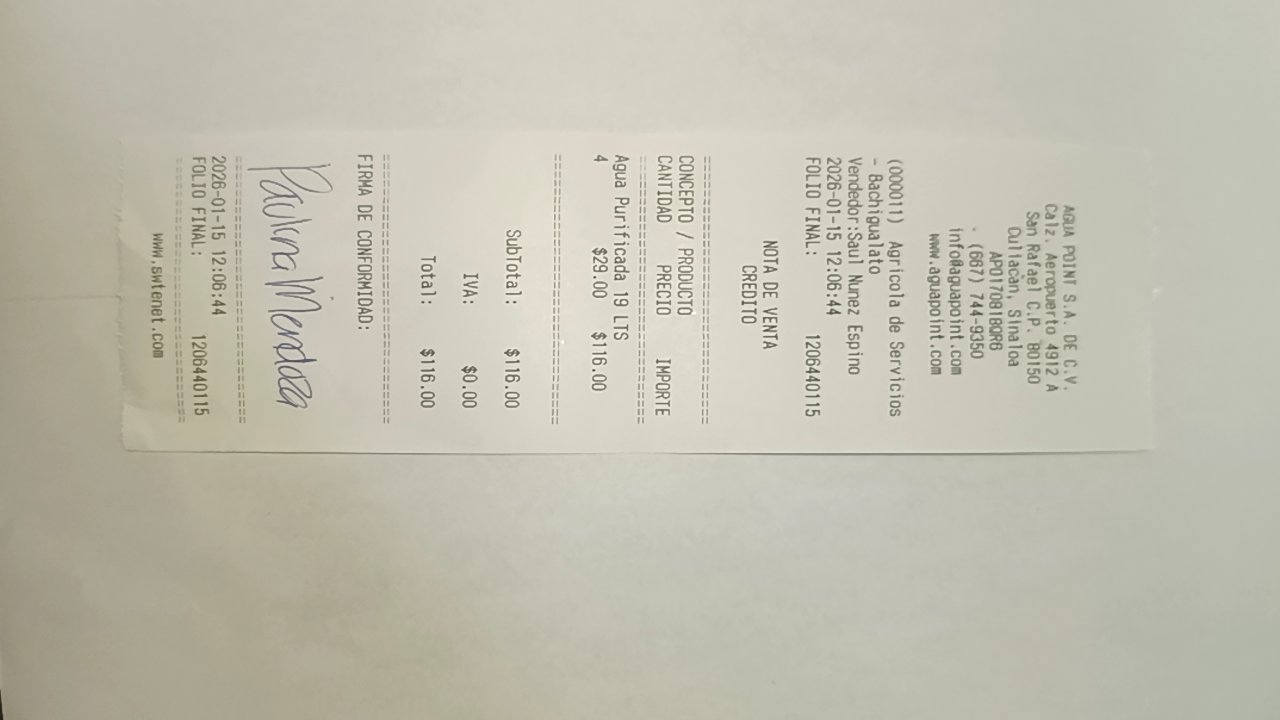 AGUA POINT S.A. DE C.V.
Calz. Aeropuerto 4912 A
San Rafael C.P. 80150
Culiacán, Sinaloa
APO170818QR6
- (667) 744-9350
info@aguapoint.com
www.aguapoint.com
(000011) Agricola de Servicios
- Bachigualato
Vendedor:Saul Nunez Espino
2026-01-15 12:06:44
FOLIO FINAL: 1206440115
NOTA DE VENTA
CREDITO
CONCEPTO / PRODUCTO
CANTIDAD PRECIO IMPORTE
Agua Purificada 19 LTS
4 $29.00 $116.00
SubTotal: $116.00
IVA: $0.00
Total: $116.00
FIRMA DE CONFORMIDAD:
Paulina Mendoza
2026-01-15 12:06:44
FOLIO FINAL: 1206440115
www.swtenet.com